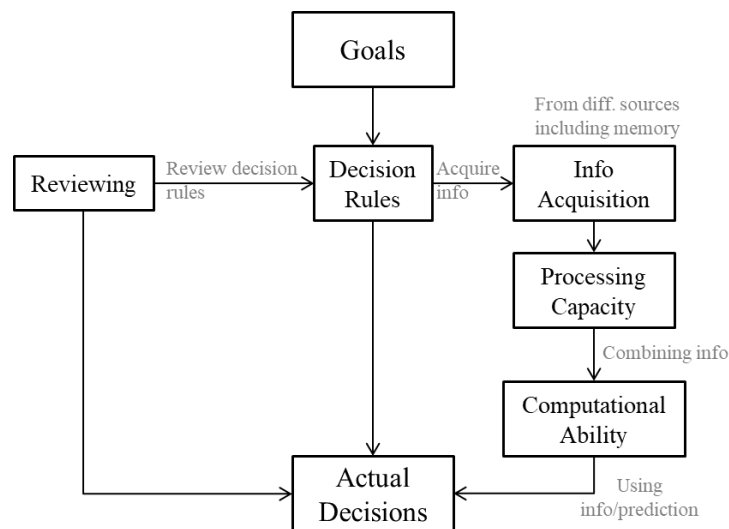 Goals
From diff. sources
including memory
Reviewing
Review decision
rules
Decision
Rules
Acquire
info
Info
Acquisition
Processing
Capacity
Combining info
Computational
Ability
Actual
Decisions
Using
info/prediction